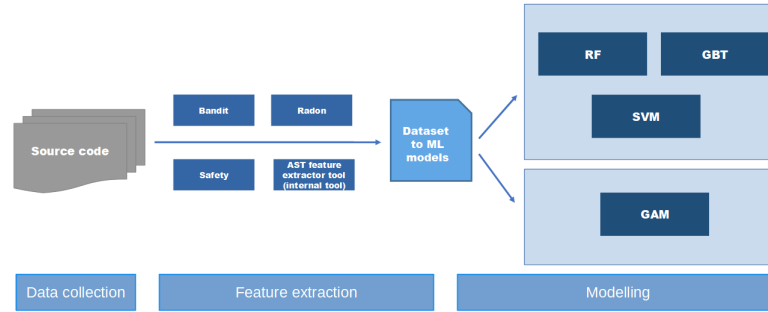 Source code
Bandit
Radon
Safety
AST feature
extractor tool
(internal tool)
Dataset
to ML
models
RF
GBT
SVM
GAM
Data collection
Feature extraction
Modelling